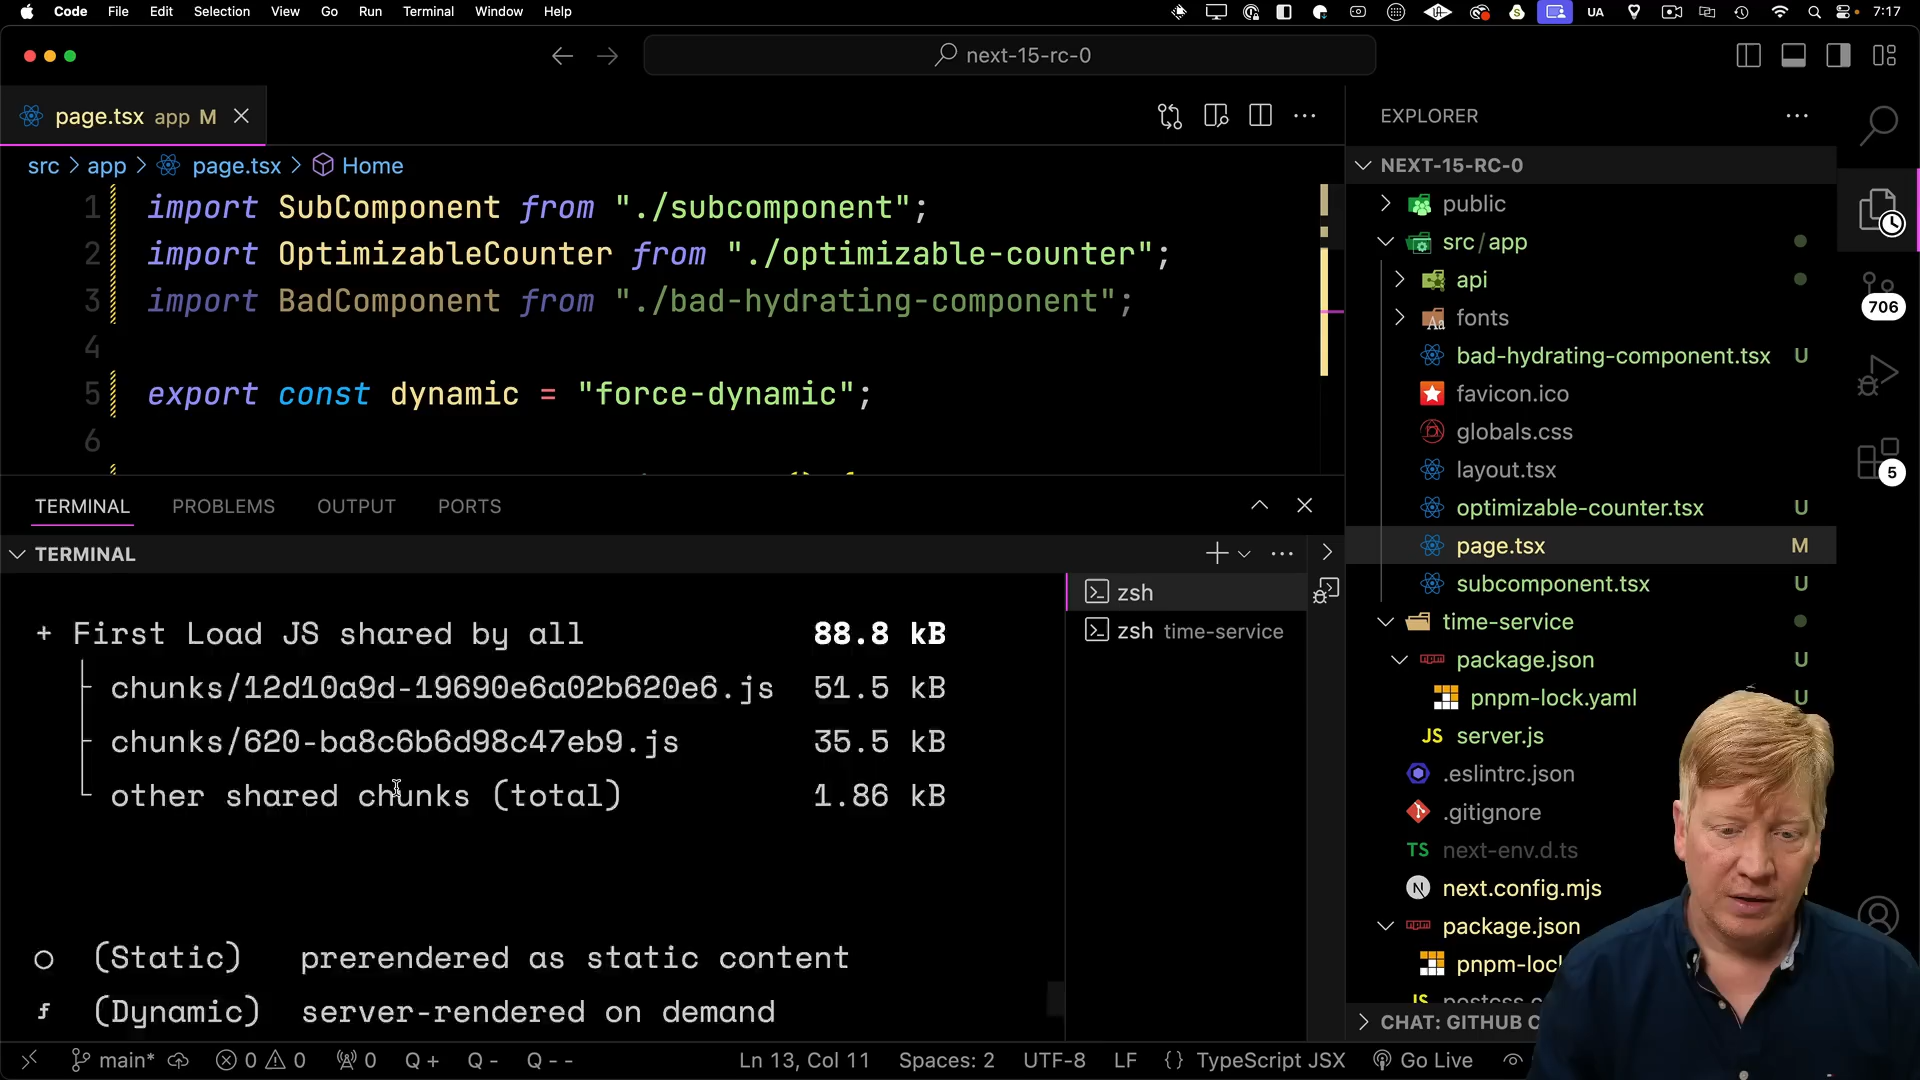 Code File Edit Selection View Go Run Terminal Window Help
UA 7:17
next-15-rc-0
page.tsx app M
src > app > page.tsx > Home
1 import SubComponent from "./subcomponent";
2 import OptimizableCounter from "./optimizable-counter";
3 import BadComponent from "./bad-hydrating-component";
4
5 export const dynamic = "force-dynamic";
6
TERMINAL PROBLEMS OUTPUT PORTS
TERMINAL
+ First Load JS shared by all 88.8 kB
├ chunks/12d10a9d-19690e6a02b620e6.js 51.5 kB
├ chunks/620-ba8c6b6d98c47eb9.js 35.5 kB
└ other shared chunks (total) 1.86 kB
○ (Static) prerendered as static content
ƒ (Dynamic) server-rendered on demand
zsh
zsh time-service
EXPLORER
NEXT-15-RC-0
public
src/app
api
fonts
bad-hydrating-component.tsx U
favicon.ico
globals.css
layout.tsx
optimizable-counter.tsx U
page.tsx M
subcomponent.tsx U
time-service
package.json U
pnpm-lock.yaml U
server.js
.eslintrc.json
.gitignore
next-env.d.ts
next.config.mjs
package.json
pnpm-loc
CHAT: GITHUB C
706
5
main* 0 0 0 Q + Q - Q - - Ln 13, Col 11 Spaces: 2 UTF-8 LF {} TypeScript JSX Go Live